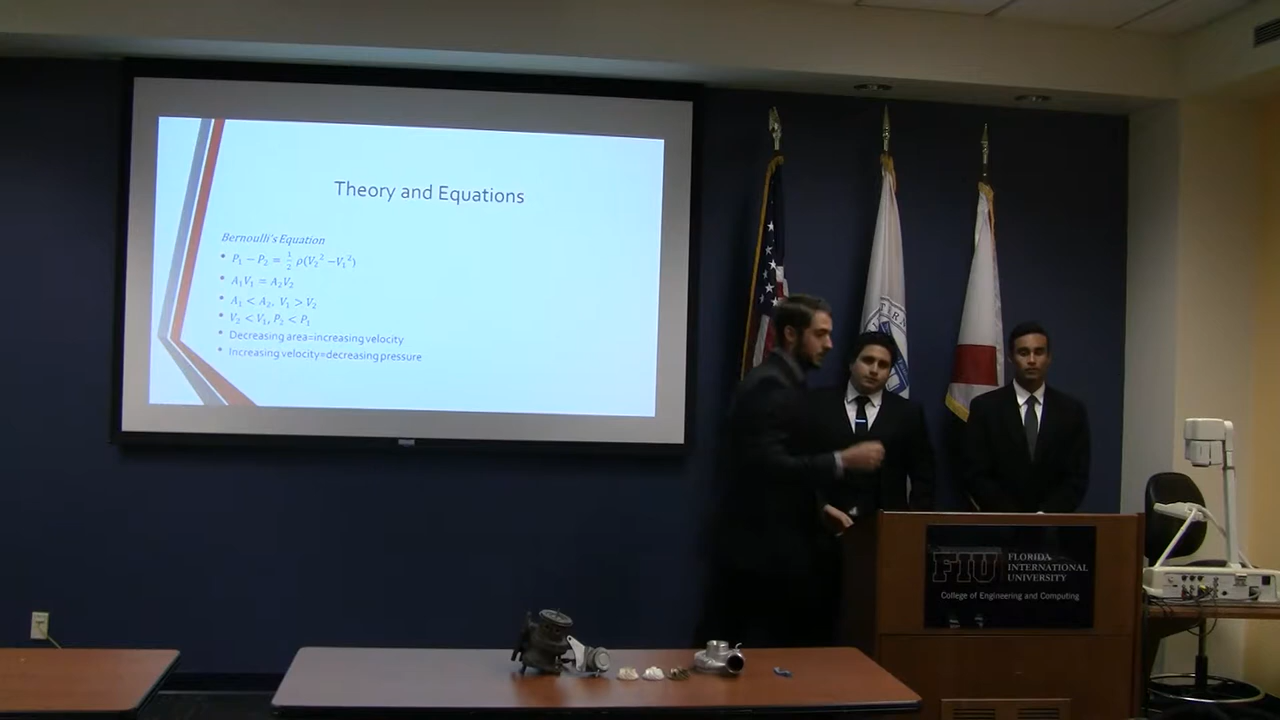 Theory and Equations
Bernoulli's Equation
• P₁ − P₂ = ½ ρ(V₂² − V₁²)
• A₁V₁ = A₂V₂
• A₁ < A₂, V₁ > V₂
• V₂ < V₁, P₂ < P₁
• Decreasing area=increasing velocity
• Increasing velocity=decreasing pressure
FIU
FLORIDA
INTERNATIONAL
UNIVERSITY
College of Engineering and Computing